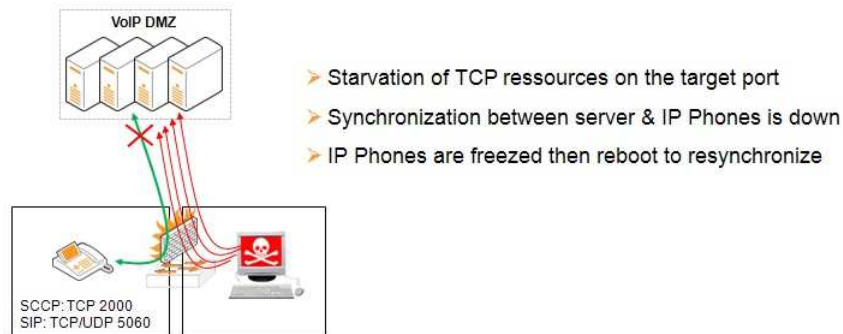 VoIP DMZ
➢ Starvation of TCP ressources on the target port
➢ Synchronization between server & IP Phones is down
➢ IP Phones are freezed then reboot to resynchronize
SCCP: TCP 2000
SIP: TCP/UDP 5060